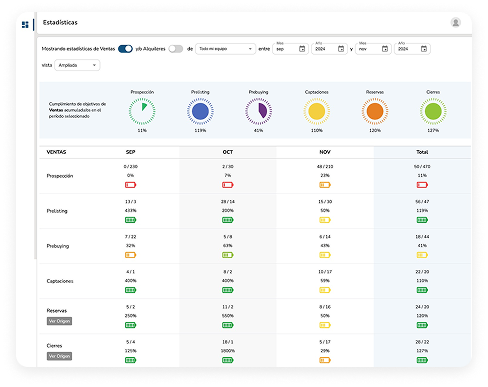 Estadísticas
Mostrando estadísticas de Ventas y/o Alquileres de Todo mi equipo entre Mes sep Año 2024 y Mes nov Año 2024
vista Ampliada
Cumplimiento de objetivos de Ventas acumulados en el período seleccionado
Prospección Prelisting Prebuying Captaciones Reservas Cierres
11% 119% 41% 110% 120% 127%
VENTAS SEP OCT NOV Total
Prospección
0 / 230 2 / 30 48 / 210 50 / 470
0% 7% 23% 11%
Prelisting
13 / 3 28 / 14 15 / 30 56 / 47
433% 200% 50% 119%
Prebuying
7 / 22 5 / 8 6 / 14 18 / 44
32% 63% 43% 41%
Captaciones
4 / 1 8 / 2 10 / 17 22 / 20
400% 400% 59% 110%
Reservas
Ver Origen
5 / 2 11 / 2 8 / 16 24 / 20
250% 550% 50% 120%
Cierres
Ver Origen
5 / 4 18 / 1 5 / 17 28 / 22
125% 1800% 29% 127%